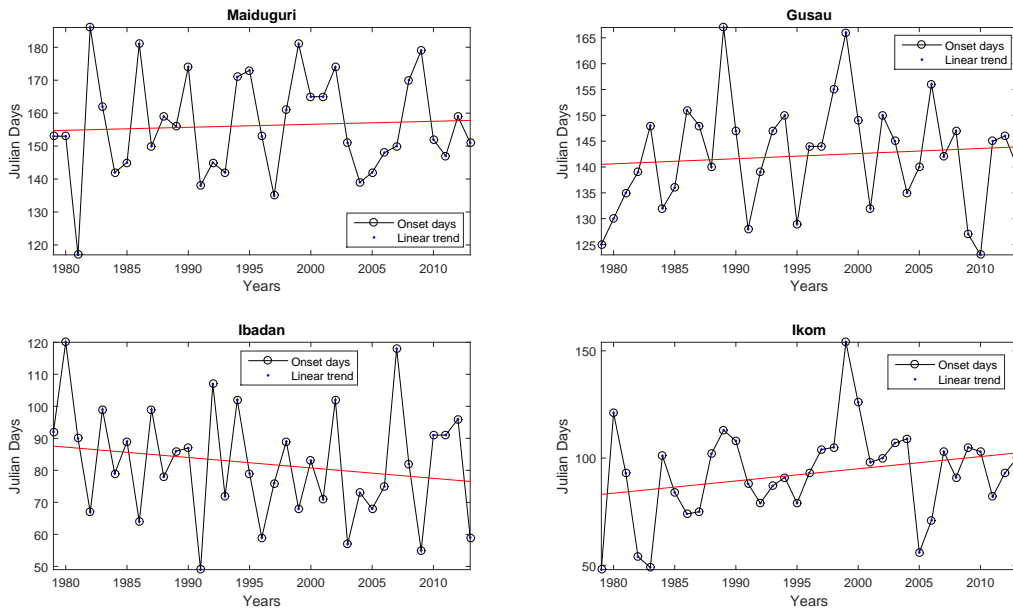 Maiduguri
Julian Days
180
170
160
150
140
130
120
1980 1985 1990 1995 2000 2005 2010
Years
Onset days
Linear trend
Gusau
Julian Days
165
160
155
150
145
140
135
130
125
1980 1985 1990 1995 2000 2005 2010
Years
Onset days
Linear trend
Ibadan
Julian Days
120
110
100
90
80
70
60
50
1980 1985 1990 1995 2000 2005 2010
Years
Onset days
Linear trend
Ikom
Julian Days
150
100
50
1980 1985 1990 1995 2000 2005 2010
Years
Onset days
Linear trend